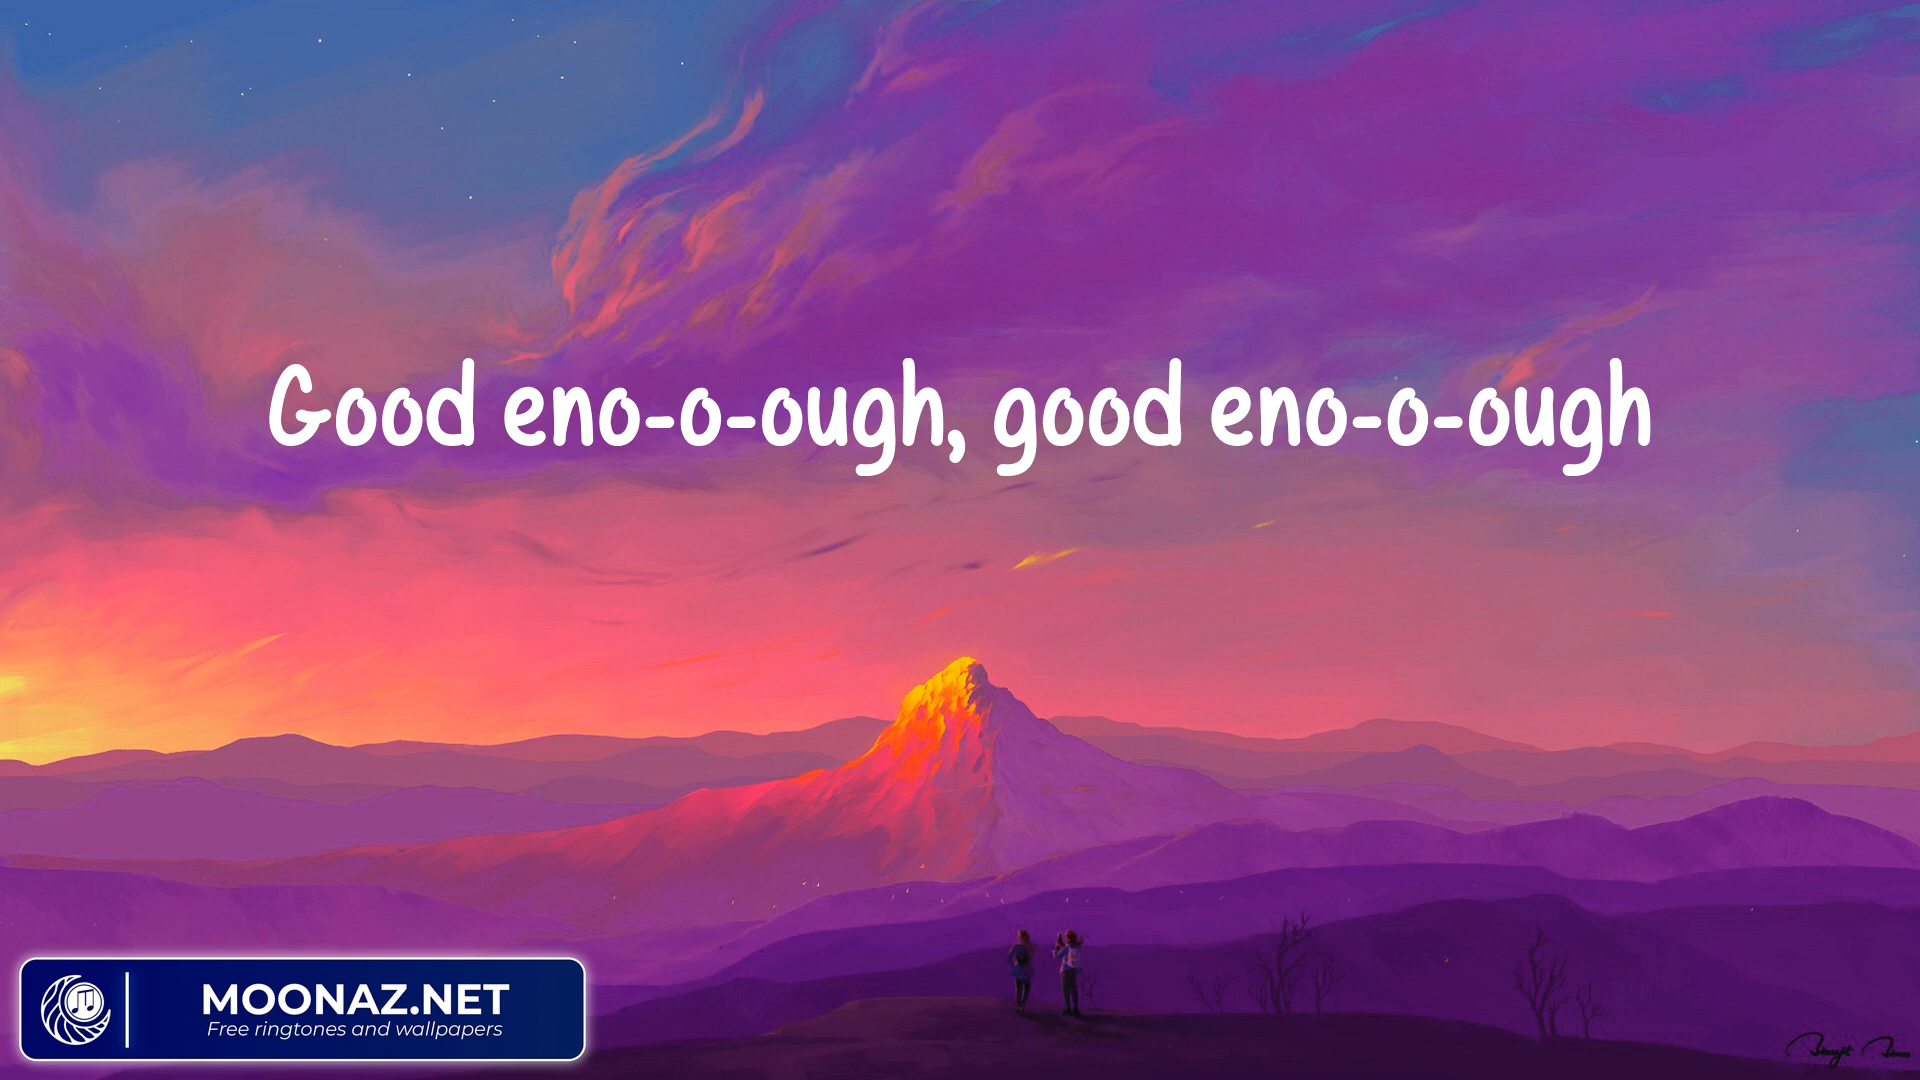 Good eno-o-ough, good eno-o-ough
MOONAZ.NET
Free ringtones and wallpapers